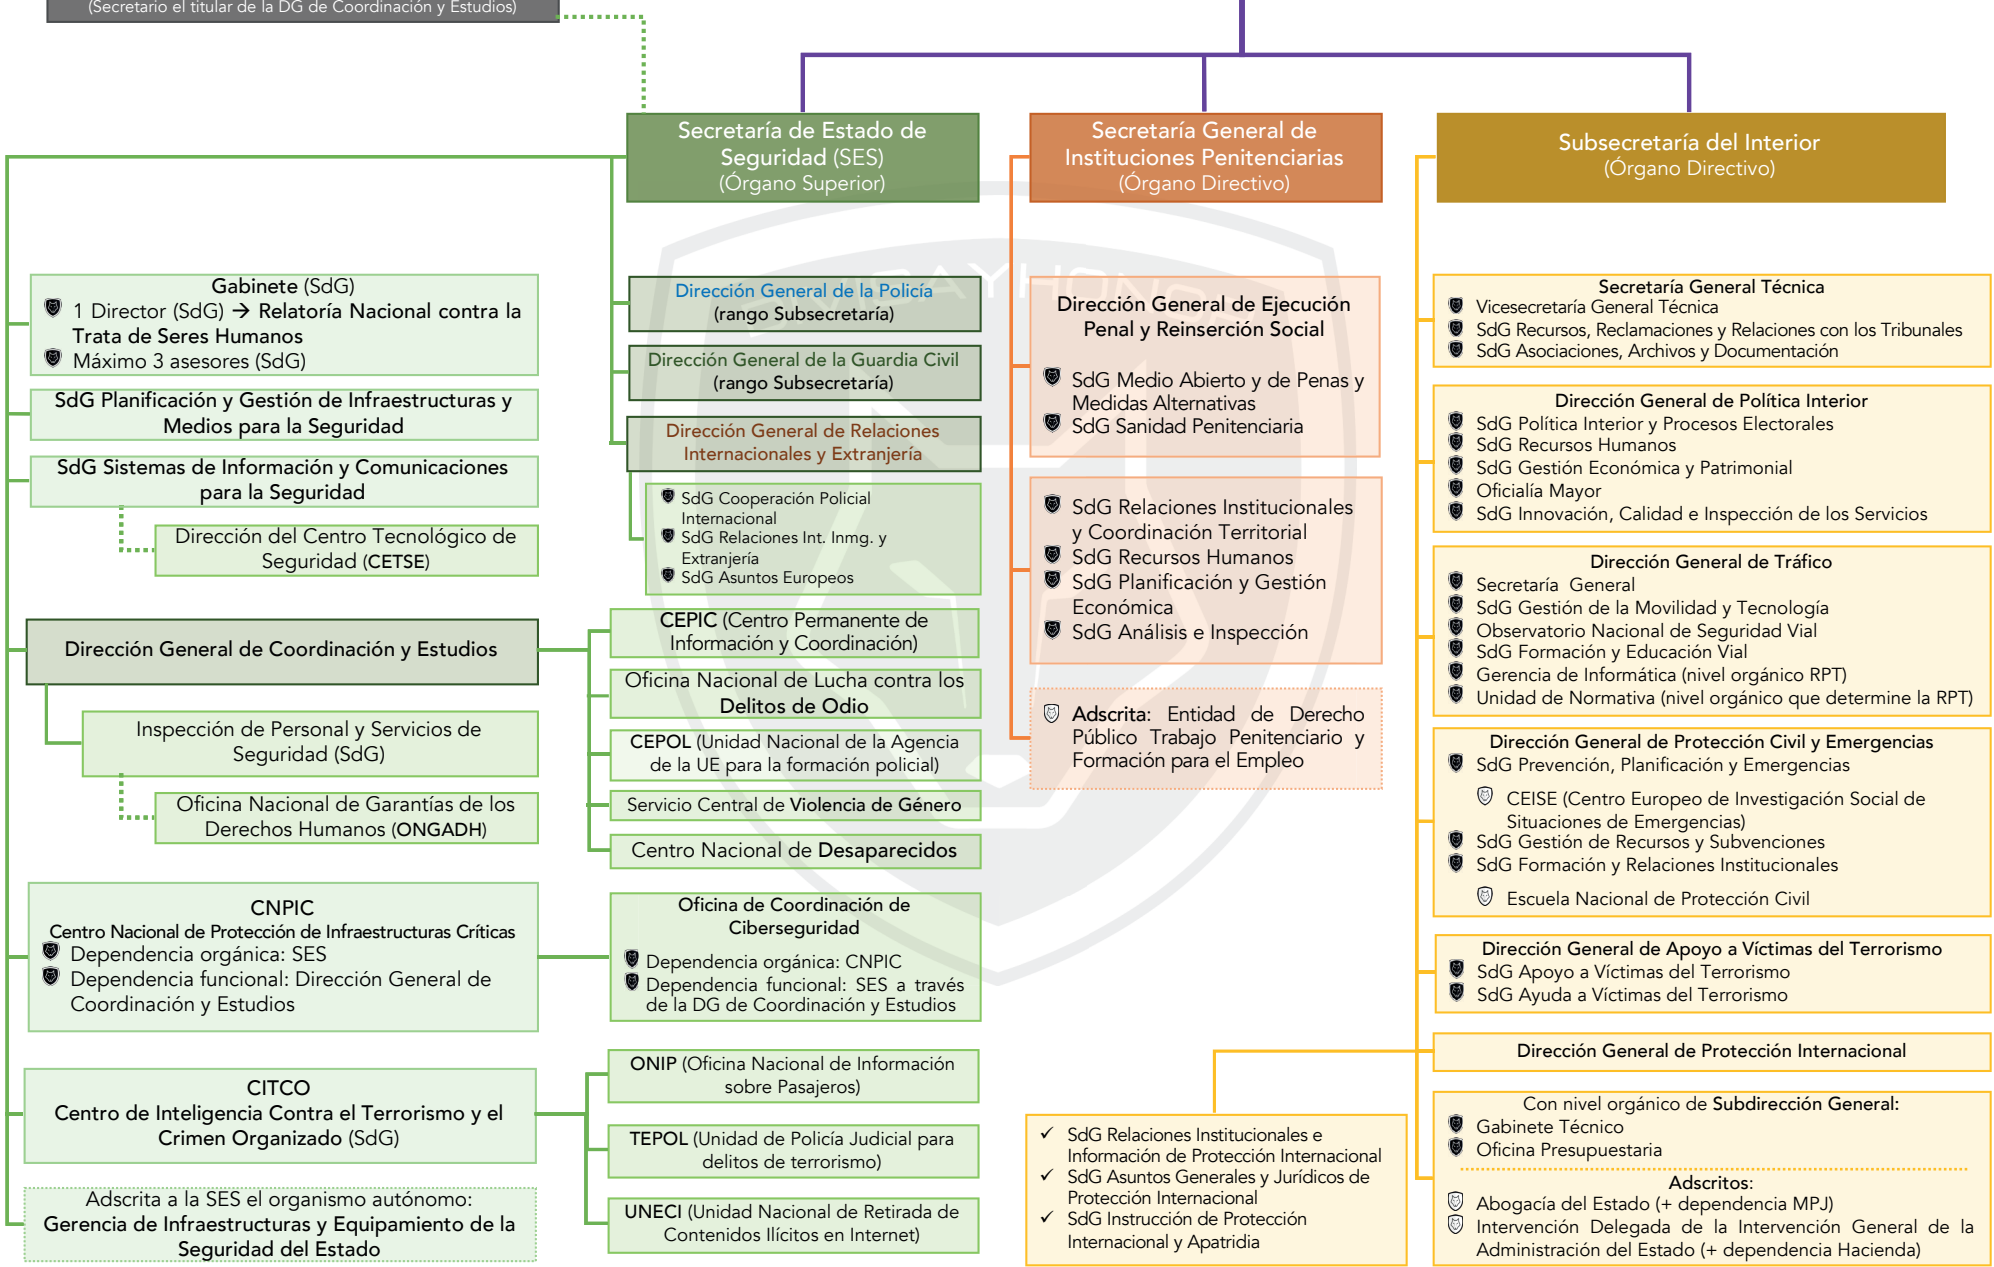 (Secretario el titular de la DG de Coordinación y Estudios)
Secretaría de Estado de
Seguridad (SES)
(Órgano Superior)
Secretaría General de
Instituciones Penitenciarias
(Órgano Directivo)
Subsecretaría del Interior
(Órgano Directivo)
Gabinete (SdG)
1 Director (SdG) → Relatoría Nacional contra la
Trata de Seres Humanos
Máximo 3 asesores (SdG)
SdG Planificación y Gestión de Infraestructuras y
Medios para la Seguridad
SdG Sistemas de Información y Comunicaciones
para la Seguridad
Dirección del Centro Tecnológico de
Seguridad (CETSE)
Dirección General de Coordinación y Estudios
Inspección de Personal y Servicios de
Seguridad (SdG)
Oficina Nacional de Garantías de los
Derechos Humanos (ONGADH)
CNPIC
Centro Nacional de Protección de Infraestructuras Críticas
Dependencia orgánica: SES
Dependencia funcional: Dirección General de
Coordinación y Estudios
CITCO
Centro de Inteligencia Contra el Terrorismo y el
Crimen Organizado (SdG)
Adscrita a la SES el organismo autónomo:
Gerencia de Infraestructuras y Equipamiento de la
Seguridad del Estado
Dirección General de la Policía
(rango Subsecretaría)
Dirección General de la Guardia Civil
(rango Subsecretaría)
Dirección General de Relaciones
Internacionales y Extranjería
SdG Cooperación Policial
Internacional
SdG Relaciones Int. Inmg. y
Extranjería
SdG Asuntos Europeos
CEPIC (Centro Permanente de
Información y Coordinación)
Oficina Nacional de Lucha contra los
Delitos de Odio
CEPOL (Unidad Nacional de la Agencia
de la UE para la formación policial)
Servicio Central de Violencia de Género
Centro Nacional de Desaparecidos
Oficina de Coordinación de
Ciberseguridad
Dependencia orgánica: CNPIC
Dependencia funcional: SES a través
de la DG de Coordinación y Estudios
ONIP (Oficina Nacional de Información
sobre Pasajeros)
TEPOL (Unidad de Policía Judicial para
delitos de terrorismo)
UNECI (Unidad Nacional de Retirada de
Contenidos Ilícitos en Internet)
Dirección General de Ejecución
Penal y Reinserción Social
SdG Medio Abierto y de Penas y
Medidas Alternativas
SdG Sanidad Penitenciaria
SdG Relaciones Institucionales
y Coordinación Territorial
SdG Recursos Humanos
SdG Planificación y Gestión
Económica
SdG Análisis e Inspección
Adscrita: Entidad de Derecho
Público Trabajo Penitenciario y
Formación para el Empleo
✓ SdG Relaciones Institucionales e
Información de Protección Internacional
✓ SdG Asuntos Generales y Jurídicos de
Protección Internacional
✓ SdG Instrucción de Protección
Internacional y Apatridia
Secretaría General Técnica
Vicesecretaría General Técnica
SdG Recursos, Reclamaciones y Relaciones con los Tribunales
SdG Asociaciones, Archivos y Documentación
Dirección General de Política Interior
SdG Política Interior y Procesos Electorales
SdG Recursos Humanos
SdG Gestión Económica y Patrimonial
Oficialía Mayor
SdG Innovación, Calidad e Inspección de los Servicios
Dirección General de Tráfico
Secretaría General
SdG Gestión de la Movilidad y Tecnología
Observatorio Nacional de Seguridad Vial
SdG Formación y Educación Vial
Gerencia de Informática (nivel orgánico RPT)
Unidad de Normativa (nivel orgánico que determine la RPT)
Dirección General de Protección Civil y Emergencias
SdG Prevención, Planificación y Emergencias
CEISE (Centro Europeo de Investigación Social de
Situaciones de Emergencias)
SdG Gestión de Recursos y Subvenciones
SdG Formación y Relaciones Institucionales
Escuela Nacional de Protección Civil
Dirección General de Apoyo a Víctimas del Terrorismo
SdG Apoyo a Víctimas del Terrorismo
SdG Ayuda a Víctimas del Terrorismo
Dirección General de Protección Internacional
Con nivel orgánico de Subdirección General:
Gabinete Técnico
Oficina Presupuestaria
Adscritos:
Abogacía del Estado (+ dependencia MPJ)
Intervención Delegada de la Intervención General de la
Administración del Estado (+ dependencia Hacienda)